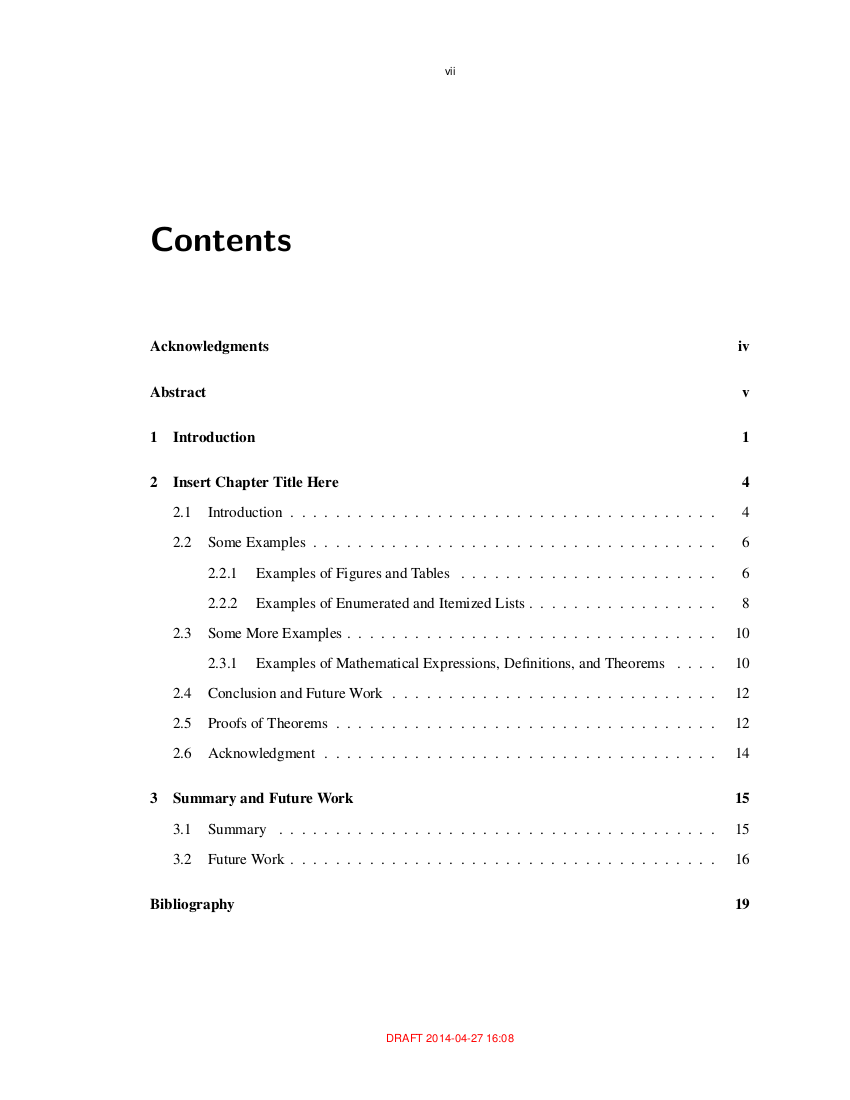 vii
Contents
Acknowledgments iv
Abstract v
1 Introduction 1
2 Insert Chapter Title Here 4
2.1 Introduction . . . . . . . . . . . . . . . . . . . . . . . . . . . . . . . . . . . . . . 4
2.2 Some Examples . . . . . . . . . . . . . . . . . . . . . . . . . . . . . . . . . . . . 6
2.2.1 Examples of Figures and Tables . . . . . . . . . . . . . . . . . . . . . . . 6
2.2.2 Examples of Enumerated and Itemized Lists . . . . . . . . . . . . . . . . . 8
2.3 Some More Examples . . . . . . . . . . . . . . . . . . . . . . . . . . . . . . . . . 10
2.3.1 Examples of Mathematical Expressions, Definitions, and Theorems . . . . 10
2.4 Conclusion and Future Work . . . . . . . . . . . . . . . . . . . . . . . . . . . . . 12
2.5 Proofs of Theorems . . . . . . . . . . . . . . . . . . . . . . . . . . . . . . . . . . 12
2.6 Acknowledgment . . . . . . . . . . . . . . . . . . . . . . . . . . . . . . . . . . . 14
3 Summary and Future Work 15
3.1 Summary . . . . . . . . . . . . . . . . . . . . . . . . . . . . . . . . . . . . . . . 15
3.2 Future Work . . . . . . . . . . . . . . . . . . . . . . . . . . . . . . . . . . . . . . 16
Bibliography 19
DRAFT 2014-04-27 16:08